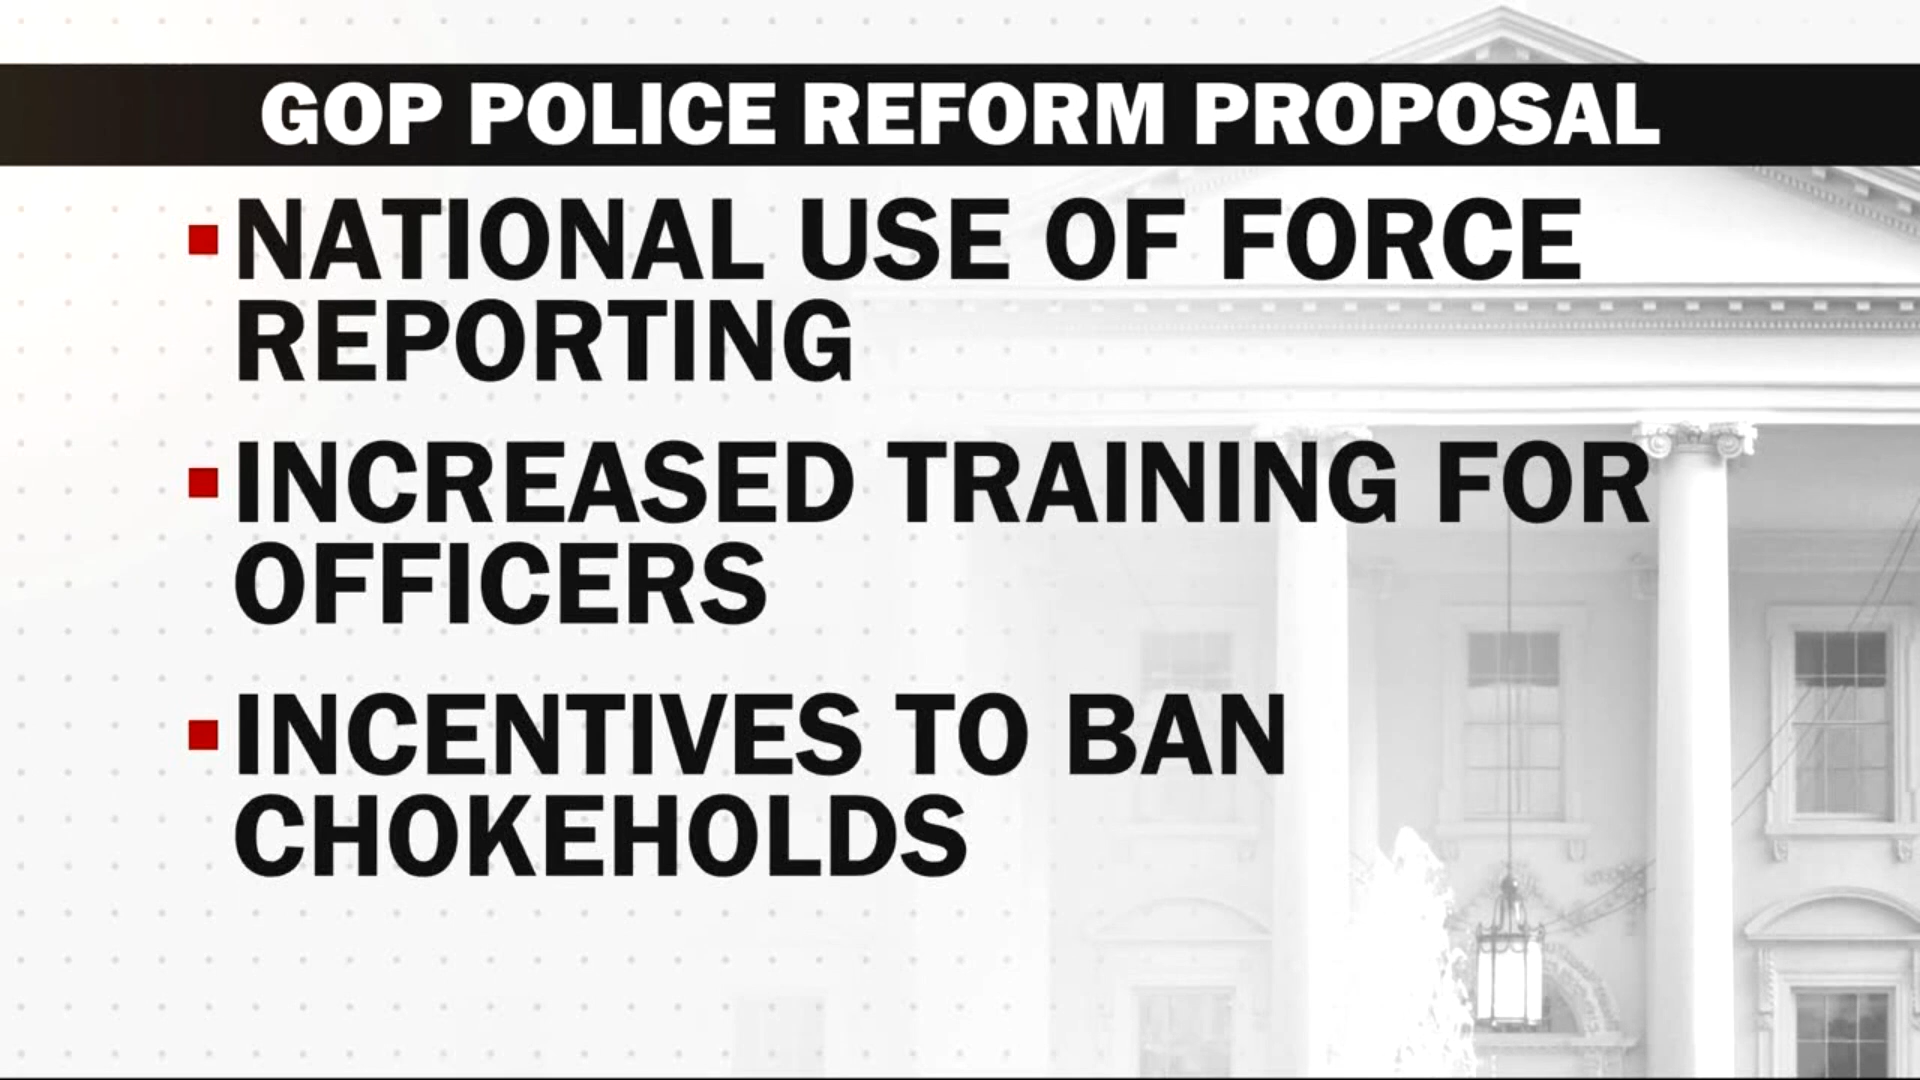 GOP POLICE REFORM PROPOSAL
NATIONAL USE OF FORCE
REPORTING
INCREASED TRAINING FOR
OFFICERS
INCENTIVES TO BAN
CHOKEHOLDS